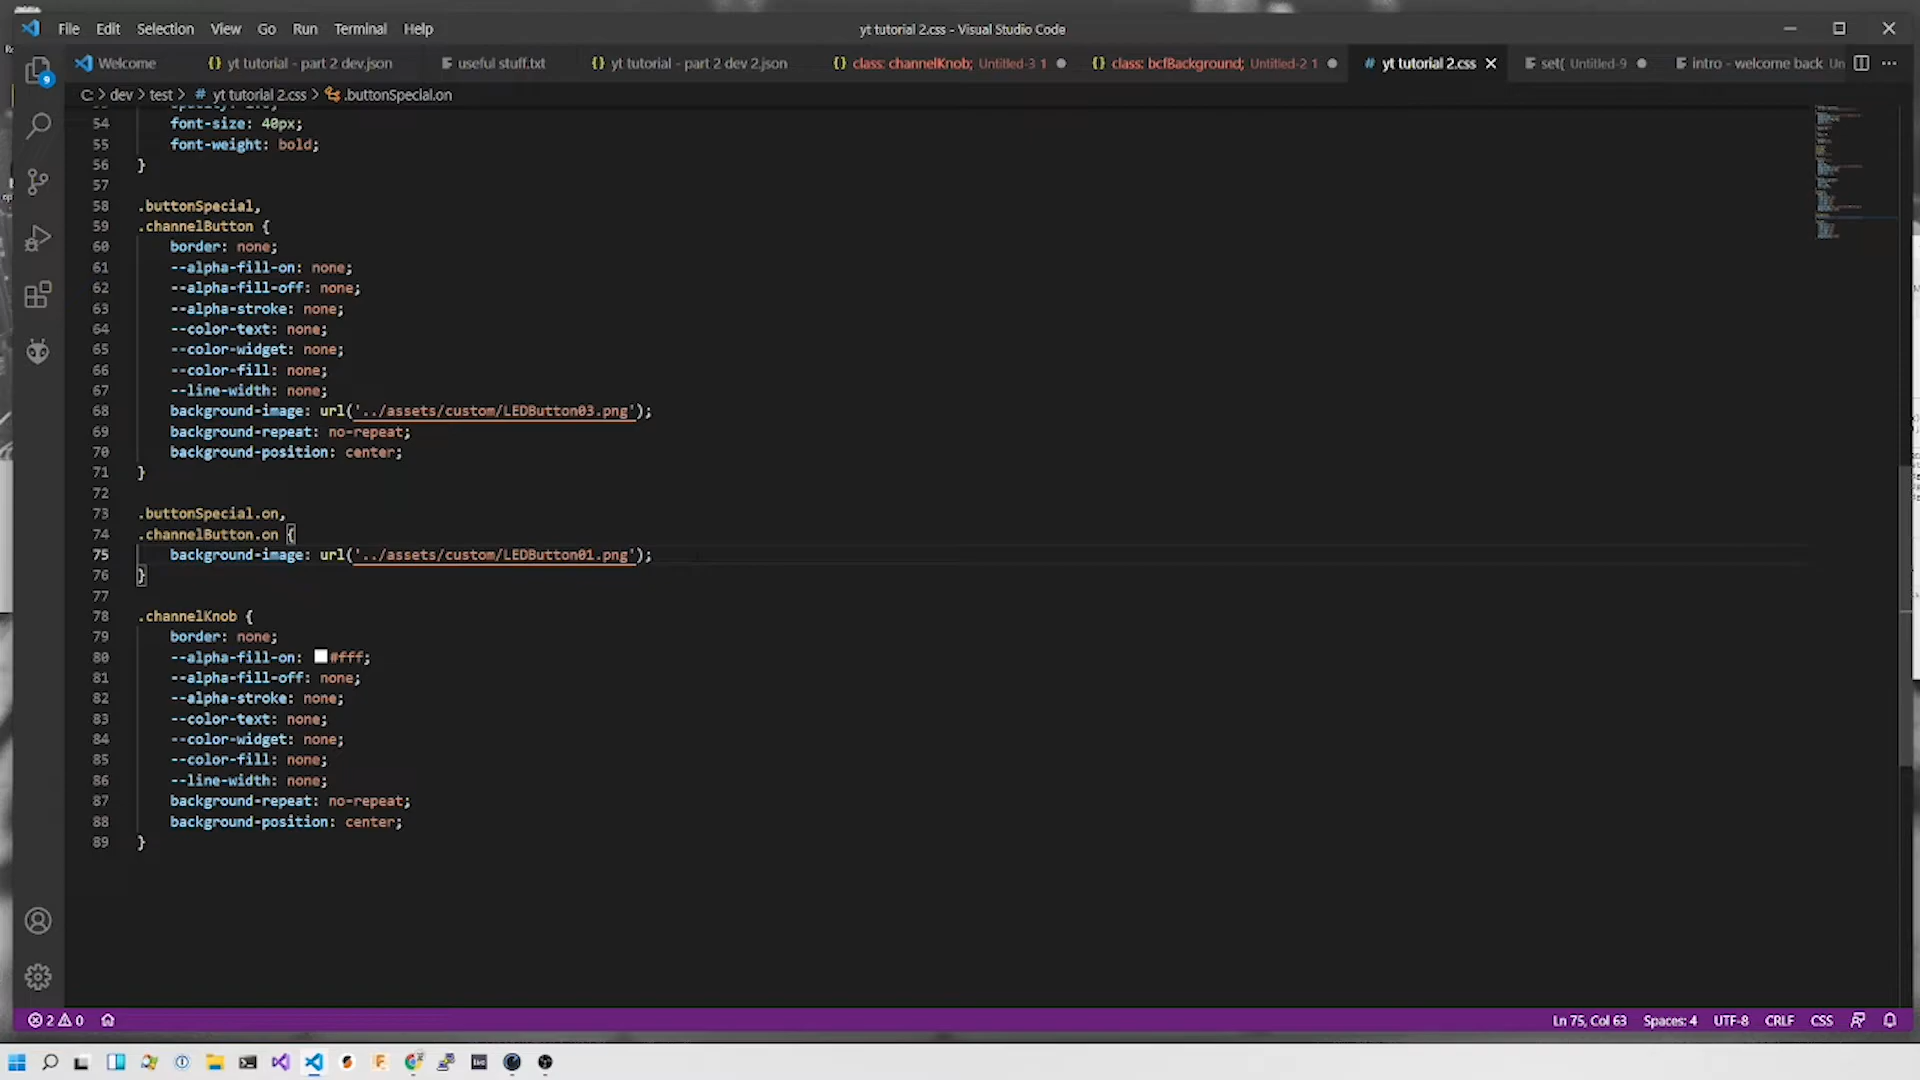 File Edit Selection View Go Run Terminal Help
yt tutorial 2.css - Visual Studio Code
Welcome
{} yt tutorial - part 2 dev.json
useful stuff.txt
{} yt tutorial - part 2 dev 2.json
{} class: channelKnob; Untitled-3 1
{} class: bcfBackground; Untitled-2 1
# yt tutorial 2.css
set( Untitled-9
intro - welcome back Un
C: > dev > test > # yt tutorial 2.css > .buttonSpecial.on
54 font-size: 40px;
55 font-weight: bold;
56 }
57
58 .buttonSpecial,
59 .channelButton {
60 border: none;
61 --alpha-fill-on: none;
62 --alpha-fill-off: none;
63 --alpha-stroke: none;
64 --color-text: none;
65 --color-widget: none;
66 --color-fill: none;
67 --line-width: none;
68 background-image: url('../assets/custom/LEDButton03.png');
69 background-repeat: no-repeat;
70 background-position: center;
71 }
72
73 .buttonSpecial.on,
74 .channelButton.on {
75 background-image: url('../assets/custom/LEDButton01.png');
76 }
77
78 .channelKnob {
79 border: none;
80 --alpha-fill-on: #fff;
81 --alpha-fill-off: none;
82 --alpha-stroke: none;
83 --color-text: none;
84 --color-widget: none;
85 --color-fill: none;
86 --line-width: none;
87 background-repeat: no-repeat;
88 background-position: center;
89 }
9
2 0
Ln 75, Col 63 Spaces: 4 UTF-8 CRLF CSS